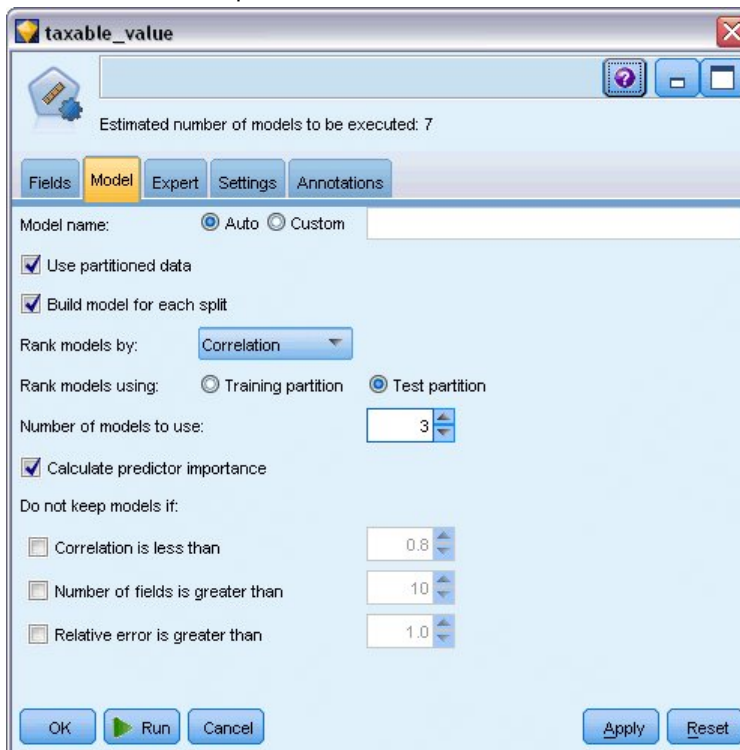 taxable_value
Estimated number of models to be executed: 7
Fields Model Expert Settings Annotations
Model name: Auto Custom
Use partitioned data
Build model for each split
Rank models by: Correlation
Rank models using: Training partition Test partition
Number of models to use: 3
Calculate predictor importance
Do not keep models if:
Correlation is less than 0.8
Number of fields is greater than 10
Relative error is greater than 1.0
OK Run Cancel Apply Reset